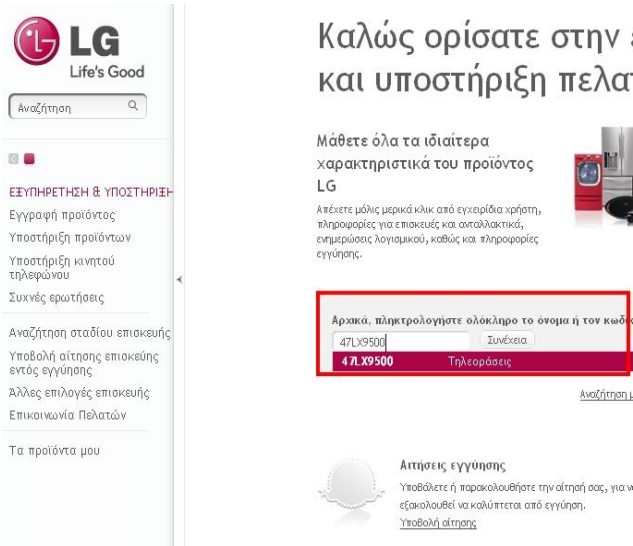 LG
Life's Good
Αναζήτηση
ΕΞΥΠΗΡΕΤΗΣΗ & ΥΠΟΣΤΗΡΙΞΗ
Εγγραφή προϊόντος
Υποστήριξη προϊόντων
Υποστήριξη κινητού
τηλεφώνου
Συχνές ερωτήσεις
Αναζήτηση σταδίου επισκευής
Υποβολή αίτησης επισκεύης
εντός εγγύησης
Άλλες επιλογές επισκευής
Επικοινωνία Πελατών
Τα προϊόντα μου
Καλώς ορίσατε στην
και υποστήριξη
Μάθετε όλα τα ιδιαίτερα
χαρακτηριστικά του προϊόντος
LG
Απέχετε μόλις μερικά κλικ από εγχειρίδια χρήστη,
πληροφορίες για επισκευές και ανταλλακτικά,
ενημερώσεις λογισμικού, καθώς και πληροφορίες
εγγύησης.
Αρχικά, πληκτρολογήστε ολόκληρο το όνομα ή τον
47LX9500
Συνέχεια
47LX9500 Τηλεοράσεις
Αναζήτηση
Αιτήσεις εγγύησης
Υποβάλετε ή παρακολουθήστε την αίτησή σας, για
εξακολουθεί να καλύπτεται από εγγύηση.
Υποβολή αίτησης